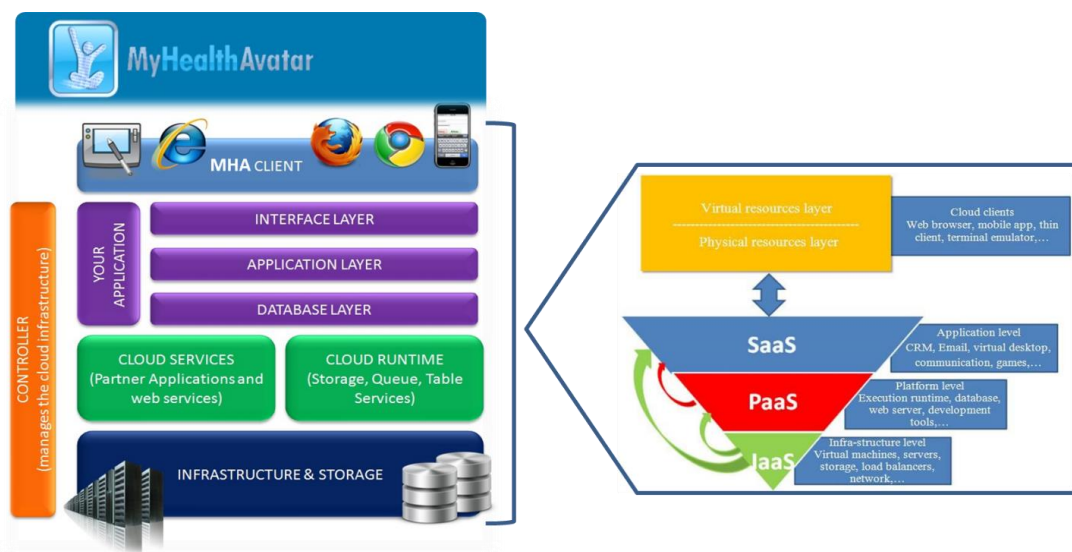 MyHealthAvatar
MHA CLIENT
CONTROLLER
(manages the cloud infrastructure)
YOUR
APPLICATION
INTERFACE LAYER
APPLICATION LAYER
DATABASE LAYER
CLOUD SERVICES
(Partner Applications and
web services)
CLOUD RUNTIME
(Storage, Queue, Table
Services)
INFRASTRUCTURE & STORAGE
Virtual resources layer
Physical resources layer
Cloud clients
Web browser, mobile app, thin
client, terminal emulator,...
SaaS
Application level
CRM, Email, virtual desktop,
communication, games,...
PaaS
Platform level
Execution runtime, database,
web server, development
tools,...
IaaS
Infra-structure level
Virtual machines, servers,
storage, load balancers,
network,...